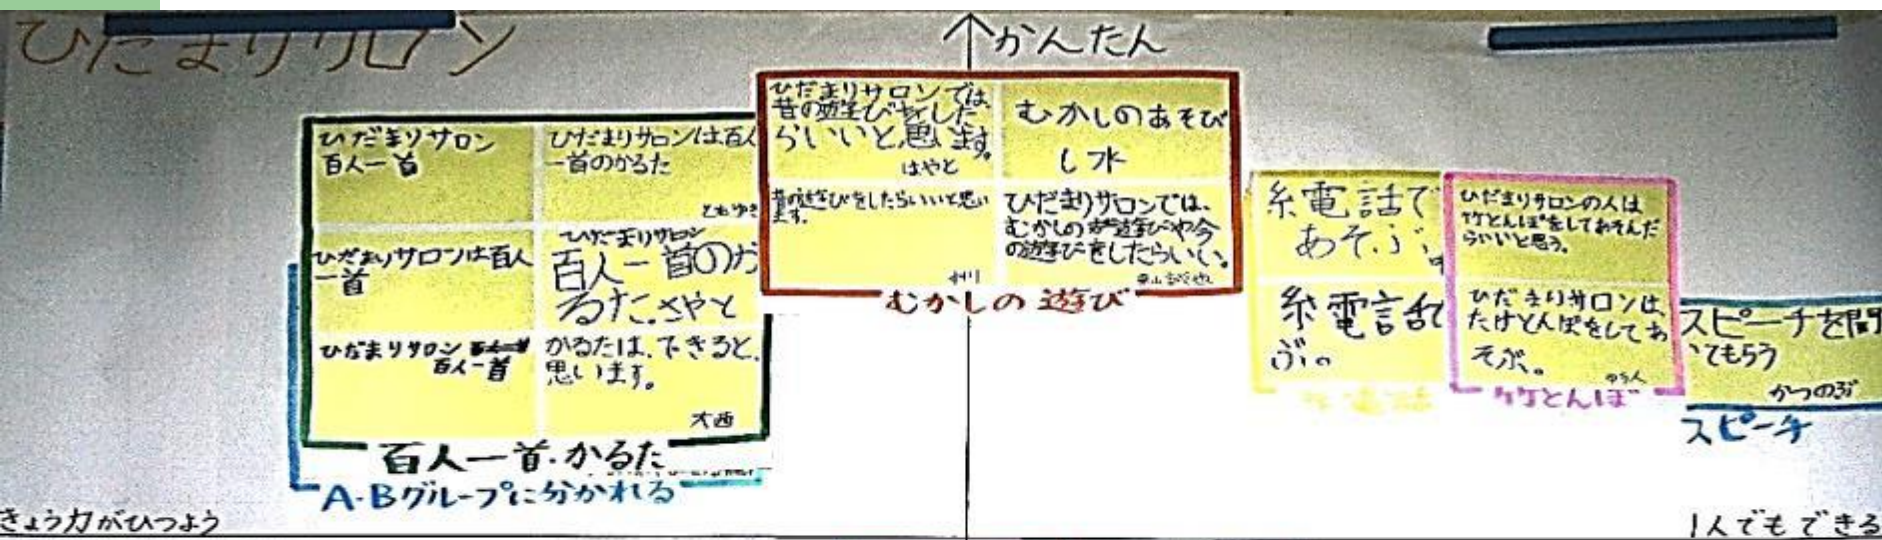 ひだまりサロン
かんたん
ひだまりサロン
百人一首
ひだまりサロンは百人
一首のかるた
ともゆき
ひだまりサロンは百人
一首
ひだまりサロン
百人一首のか
るた。さやと
ひだまりサロン
百人一首
かるたは、できると、
思います。
大西
百人一首・かるた
A・Bグループに分かれる
ひだまりサロンでは、
昔の遊びをした
らいいと思います。
はやと
むかしのあそび
し水
昔の遊びをしたらいいと思い
ます。
ひだまりサロンでは、
むかしの遊びや今
の遊びをしたらいい。
むかしの遊び
糸電話で
あそぶ。
糸電話
ぶ。
ひだまりサロンの人は
竹とんぼをしてあそんだ
らいいと思う。
ひだまりサロンは、
たけとんぼをしてあ
そぶ。
竹とんぼ
スピーチを聞
いてもらう
かつのぶ
スピーチ
きょう力がひつよう
1人でもできる